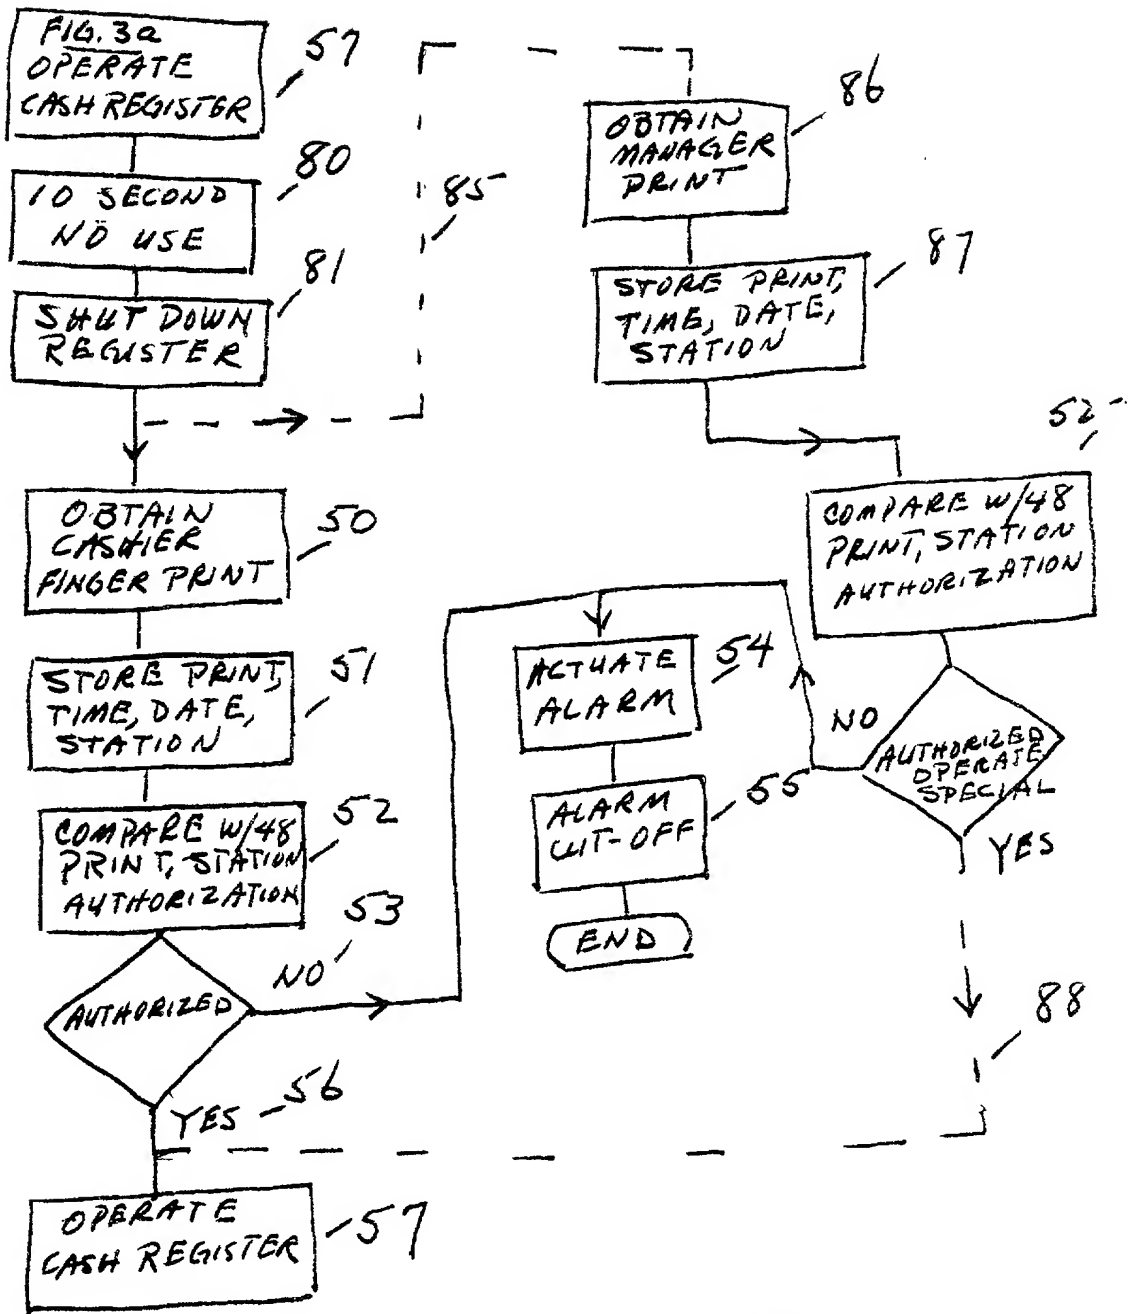 FIG. 3a
OPERATE
CASH REGISTER
57
10 SECOND
NO USE
80
SHUT DOWN
REGISTER
81
85
OBTAIN
MANAGER
PRINT
86
STORE PRINT,
TIME, DATE,
STATION
87
52
COMPARE W/48
PRINT, STATION
AUTHORIZATION
AUTHORIZED
OPERATE
SPECIAL
NO
YES
88
OBTAIN
CASHIER
FINGER PRINT
50
STORE PRINT,
TIME, DATE,
STATION
51
COMPARE W/48
PRINT, STATION
AUTHORIZATION
52
AUTHORIZED
NO
53
ACTUATE
ALARM
54
ALARM
CUT-OFF
55
END
YES
56
OPERATE
CASH REGISTER
57